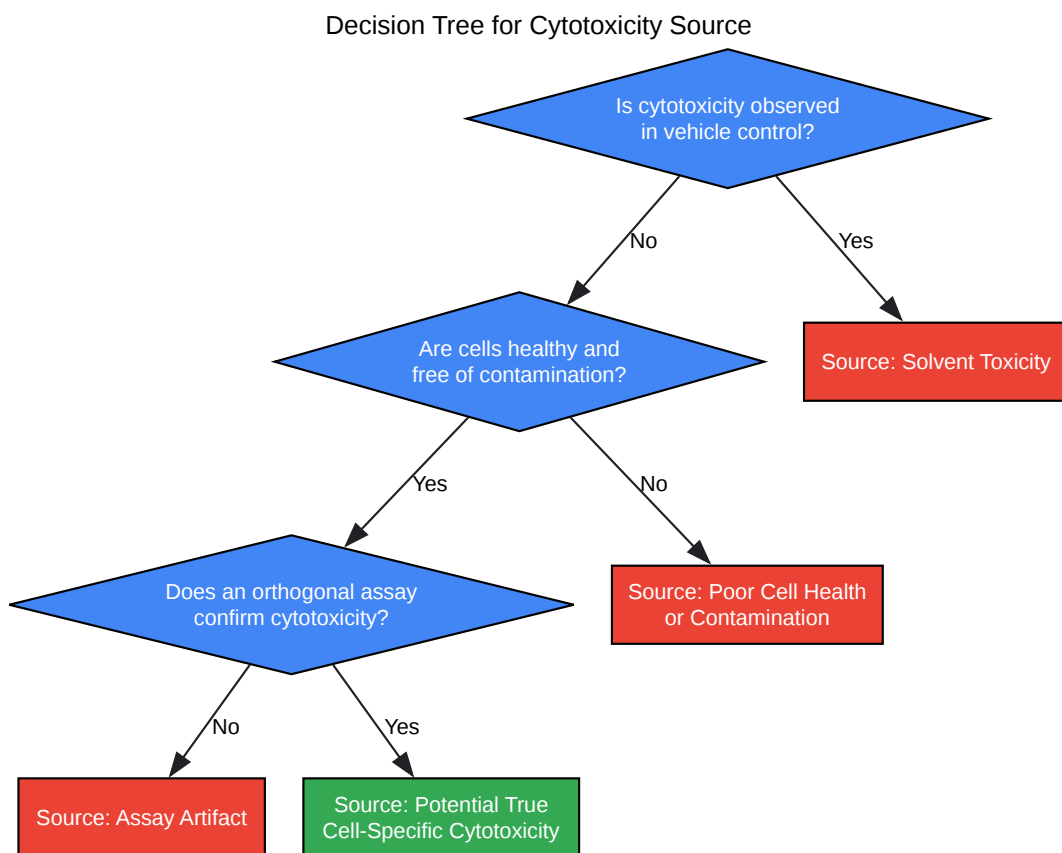 Decision Tree for Cytotoxicity Source
Is cytotoxicity observed
in vehicle control?
No
Yes
Are cells healthy and
free of contamination?
Source: Solvent Toxicity
Yes
No
Does an orthogonal assay
confirm cytotoxicity?
Source: Poor Cell Health
or Contamination
No
Yes
Source: Assay Artifact
Source: Potential True
Cell-Specific Cytotoxicity